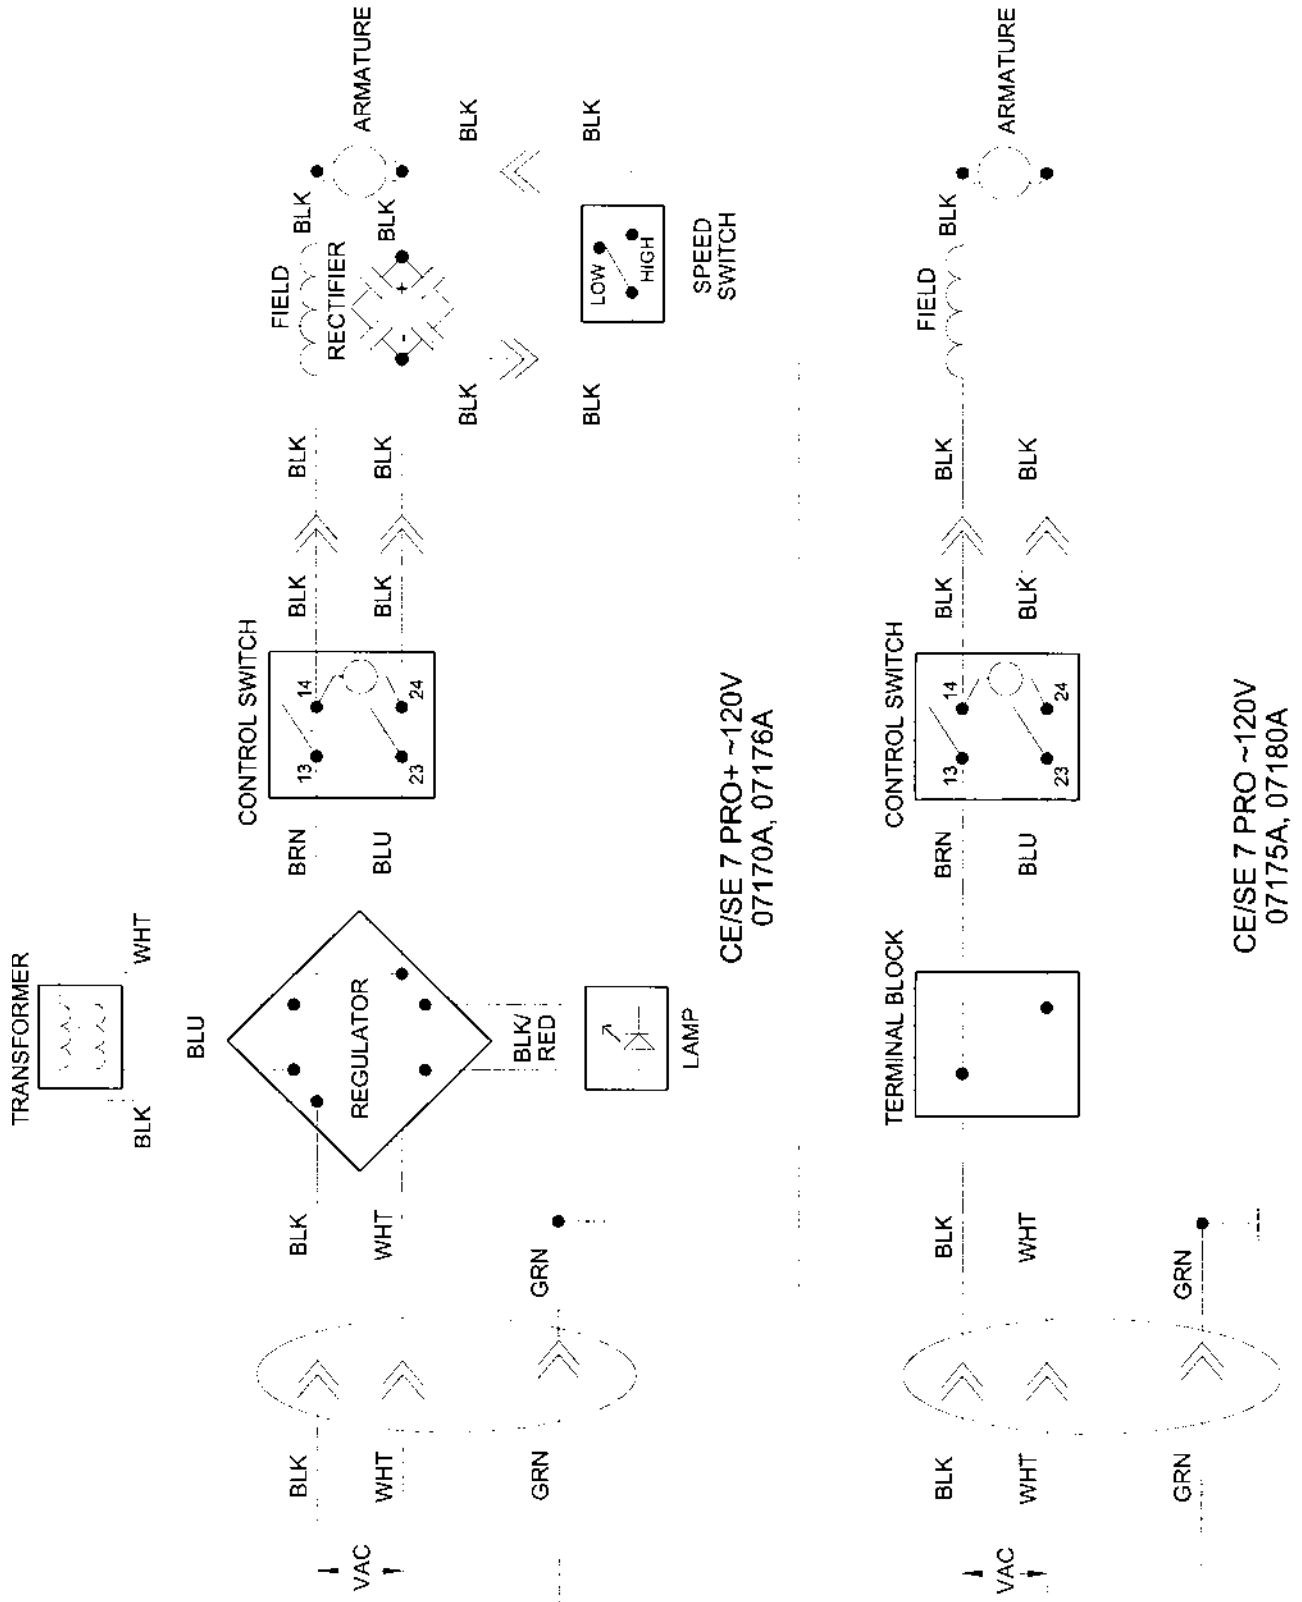 TRANSFORMER
BLK
WHT
BLU
CONTROL SWITCH
FIELD
RECTIFIER
ARMATURE
VAC
BLK
BLK
BRN
13
14
BLK
BLK
BLK
REGULATOR
WHT
WHT
BLU
23
24
BLK
BLK
BLK
-
+
BLK
BLK
GRN
GRN
BLK/
RED
LAMP
BLK
BLK
LOW
HIGH
SPEED
SWITCH
CE/SE 7 PRO+ ~120V
07170A, 07176A
TERMINAL BLOCK
CONTROL SWITCH
FIELD
ARMATURE
VAC
BLK
BLK
BRN
13
14
BLK
BLK
BLK
WHT
WHT
BLU
23
24
BLK
BLK
GRN
GRN
CE/SE 7 PRO ~120V
07175A, 07180A